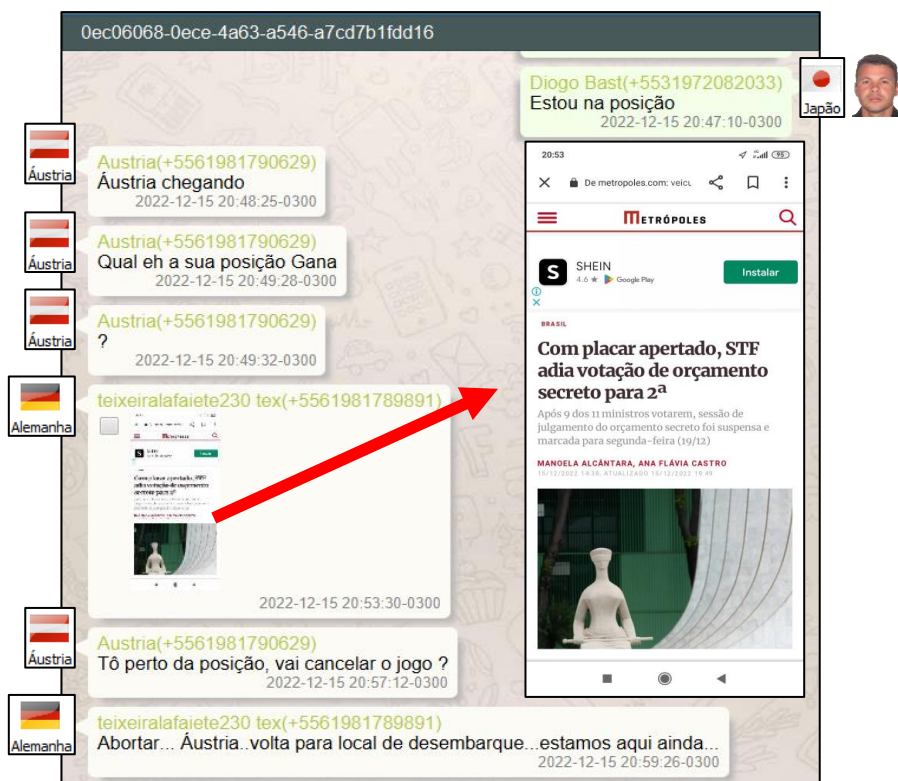 0ec06068-0ece-4a63-a546-a7cd7b1fdd16
Diogo Bast(+5531972082033)
Estou na posição
2022-12-15 20:47:10-0300
Japão
Áustria
Austria(+5561981790629)
Áustria chegando
2022-12-15 20:48:25-0300
Áustria
Austria(+5561981790629)
Qual eh a sua posição Gana
2022-12-15 20:49:28-0300
Áustria
Austria(+5561981790629)
?
2022-12-15 20:49:32-0300
Alemanha
teixeiralafaiete230 tex(+5561981789891)
2022-12-15 20:53:30-0300
20:53
95
De metropoles.com: veicu
METRÓPOLES
S
SHEIN
4.6 ★ Google Play
Instalar
BRASIL
Com placar apertado, STF
adia votação de orçamento
secreto para 2ª
Após 9 dos 11 ministros votarem, sessão de
julgamento do orçamento secreto foi suspensa e
marcada para segunda-feira (19/12)
MANOELA ALCÂNTARA, ANA FLÁVIA CASTRO
Áustria
Austria(+5561981790629)
Tô perto da posição, vai cancelar o jogo ?
2022-12-15 20:57:12-0300
Alemanha
teixeiralafaiete230 tex(+5561981789891)
Abortar... Áustria..volta para local de desembarque...estamos aqui ainda...
2022-12-15 20:59:26-0300